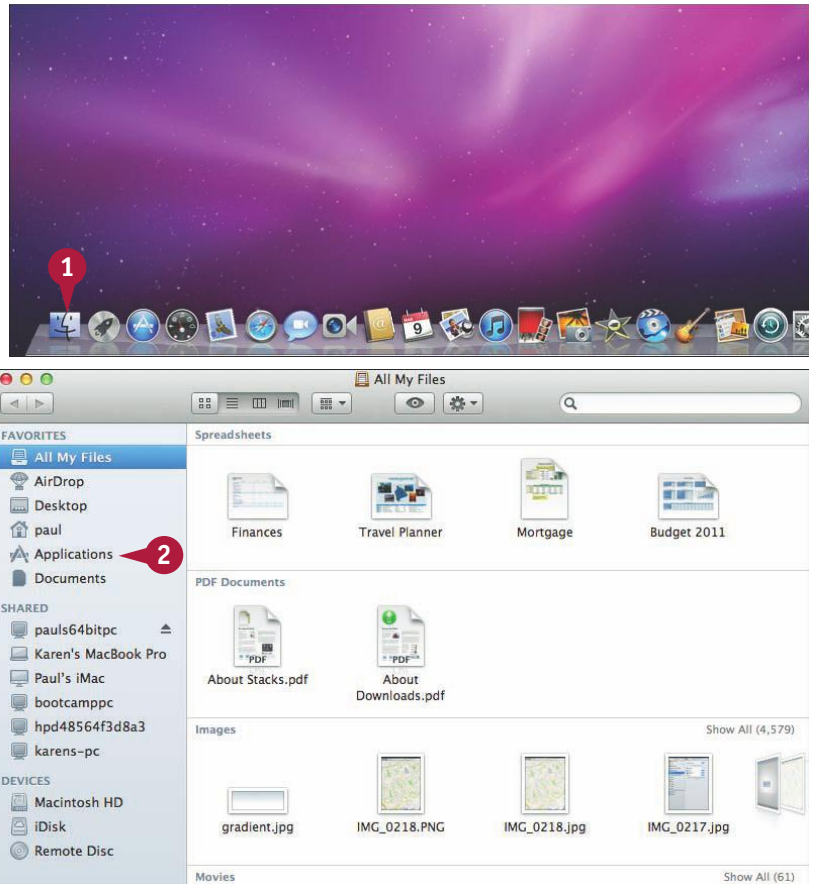 1
9
All My Files
FAVORITES
All My Files
AirDrop
Desktop
paul
Applications
2
Documents
SHARED
pauls64bitpc
Karen's MacBook Pro
Paul's iMac
bootcamppc
hpd48564f3d8a3
karens-pc
DEVICES
Macintosh HD
iDisk
Remote Disc
Spreadsheets
Finances
Travel Planner
Mortgage
Budget 2011
PDF Documents
PDF
PDF
About Stacks.pdf
About
Downloads.pdf
Images
Show All (4,579)
gradient.jpg
IMG_0218.PNG
IMG_0218.jpg
IMG_0217.jpg
Movies
Show All (61)